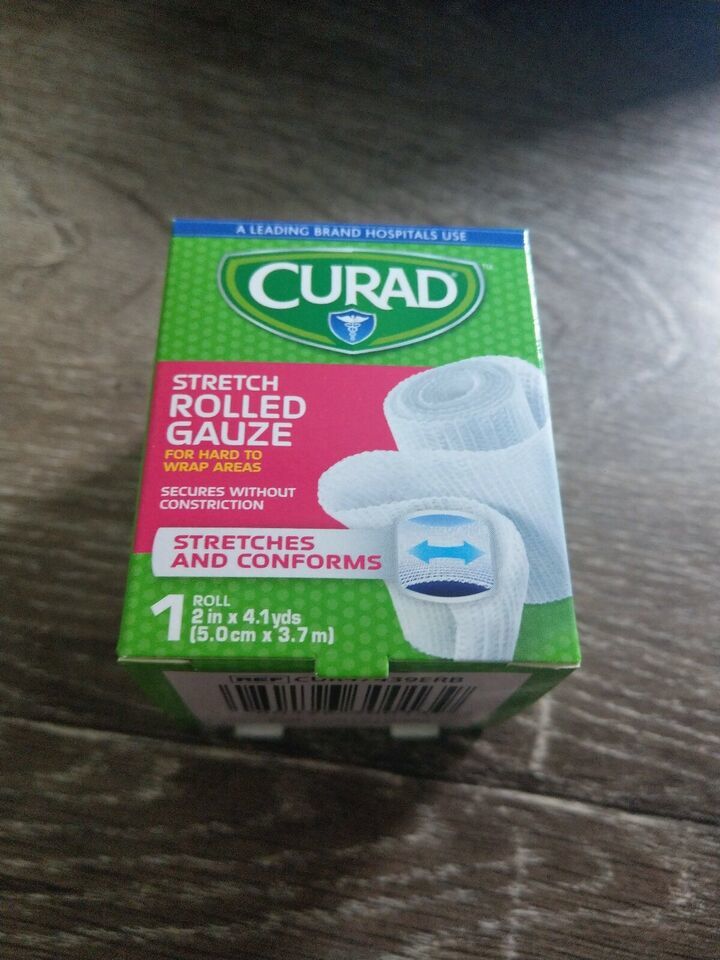 A LEADING BRAND HOSPITALS USE
CURAD
STRETCH
ROLLED
GAUZE
FOR HARD TO
WRAP AREAS
SECURES WITHOUT
CONSTRICTION
STRETCHES
AND CONFORMS
1 ROLL
2 in x 4.1yds
(5.0cm x 3.7m)